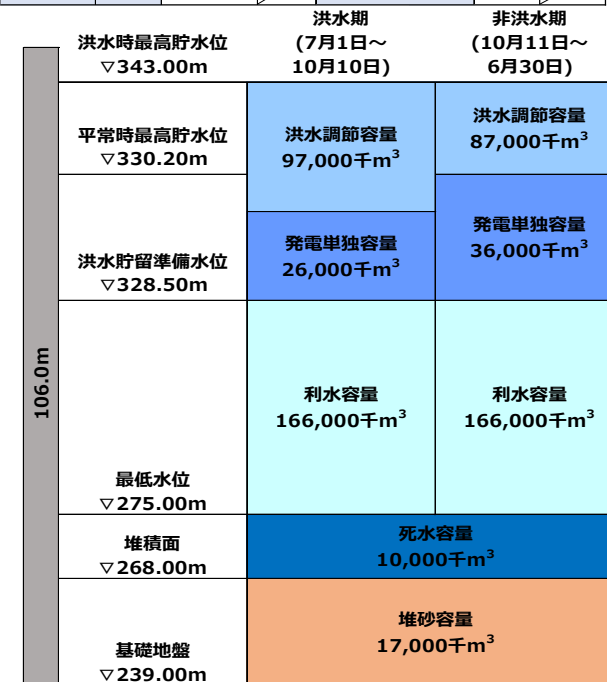 洪水時最高貯水位
▽343.00m
洪水期
(7月1日～
10月10日)
非洪水期
(10月11日～
6月30日)
平常時最高貯水位
▽330.20m
洪水調節容量
97,000千m³
洪水調節容量
87,000千m³
洪水貯留準備水位
▽328.50m
発電単独容量
26,000千m³
発電単独容量
36,000千m³
106.0m
利水容量
166,000千m³
利水容量
166,000千m³
最低水位
▽275.00m
堆積面
▽268.00m
死水容量
10,000千m³
基礎地盤
▽239.00m
堆砂容量
17,000千m³